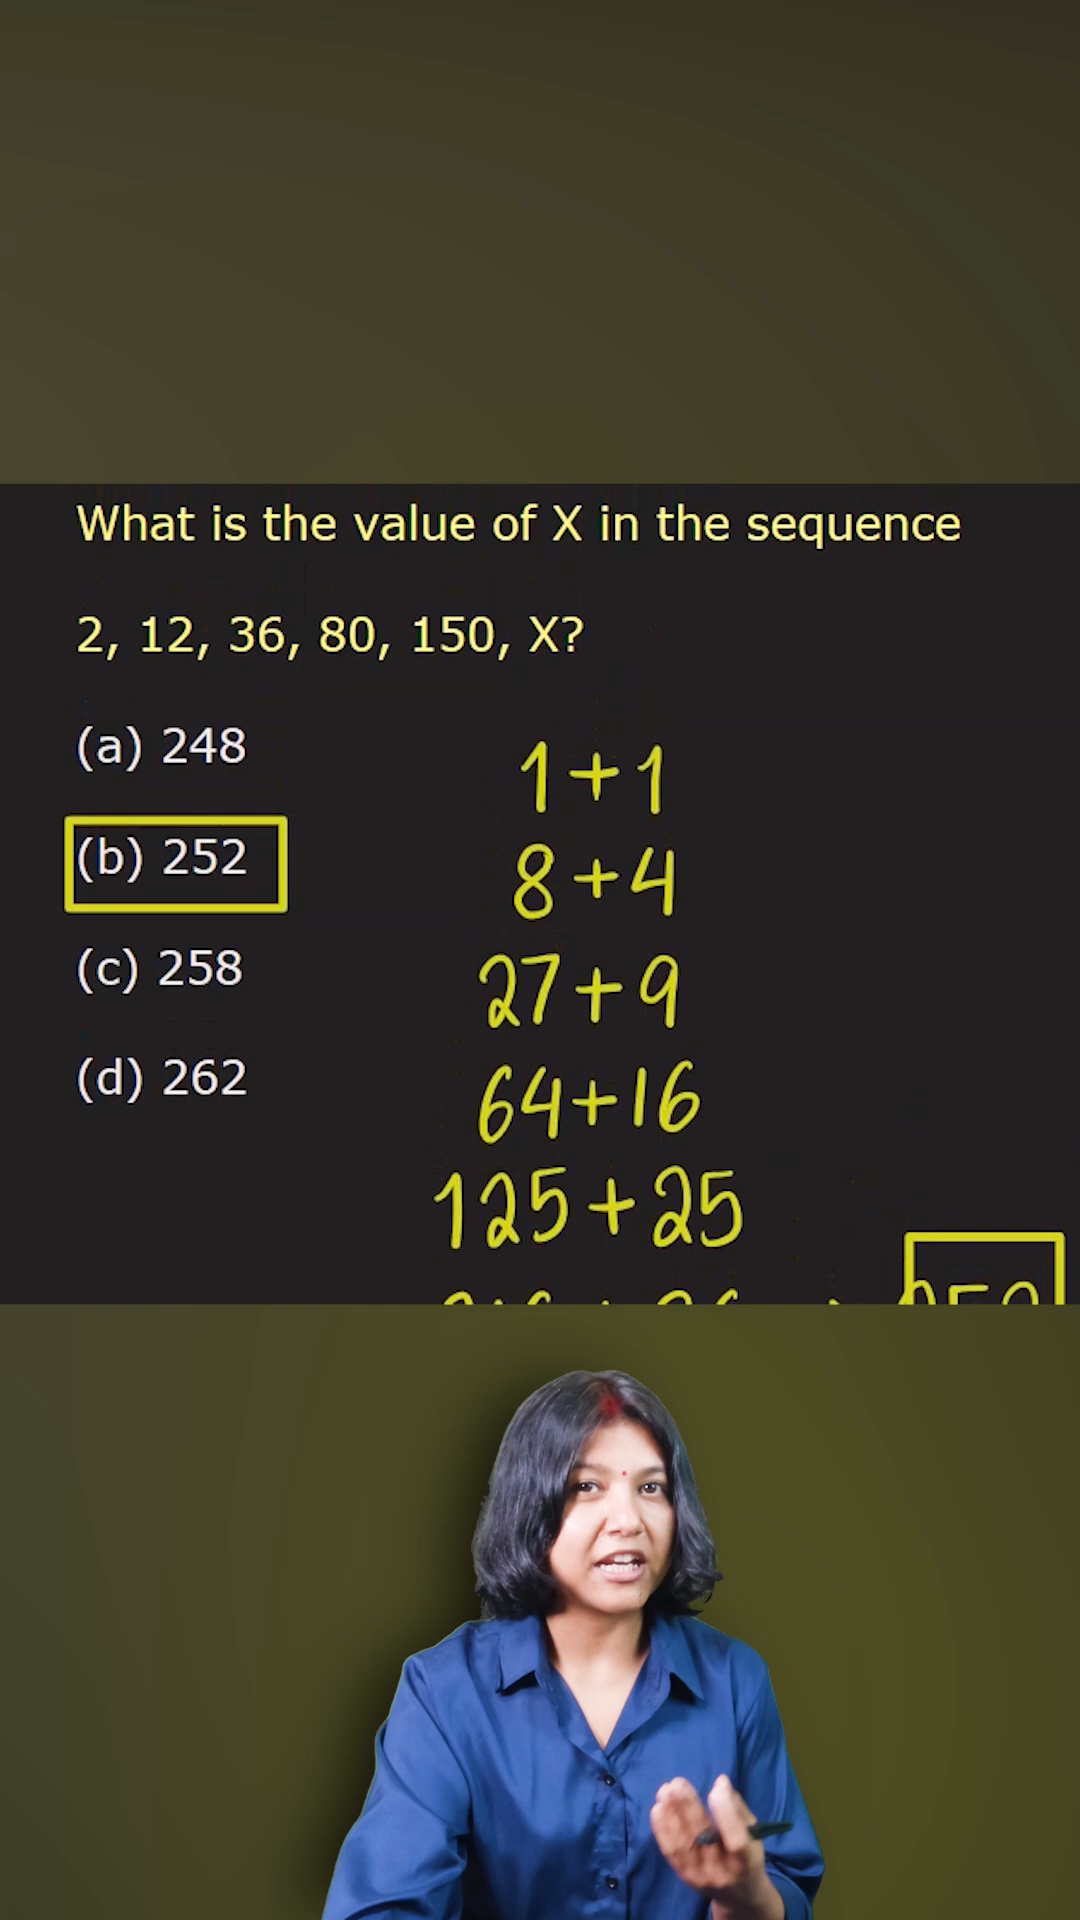 What is the value of X in the sequence
2, 12, 36, 80, 150, X?
(a) 248
1+1
(b) 252
8+4
(c) 258
27+9
(d) 262
64+16
125+25